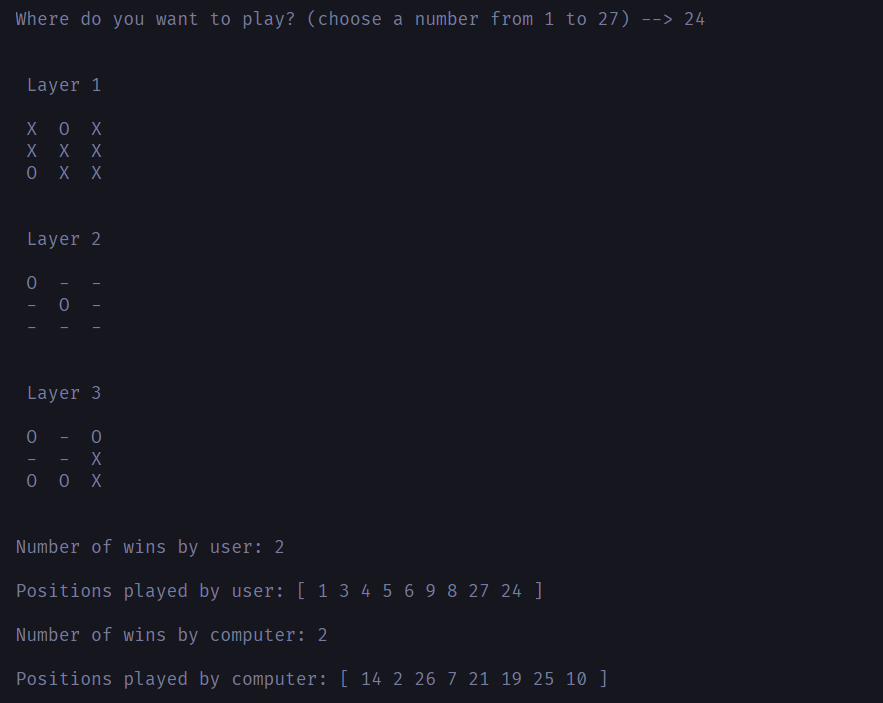 Where do you want to play? (choose a number from 1 to 27) --> 24
Layer 1
X O X
X X X
O X X
Layer 2
O - -
- O -
- - -
Layer 3
O - O
- - X
O O X
Number of wins by user: 2
Positions played by user: [ 1 3 4 5 6 9 8 27 24 ]
Number of wins by computer: 2
Positions played by computer: [ 14 2 26 7 21 19 25 10 ]